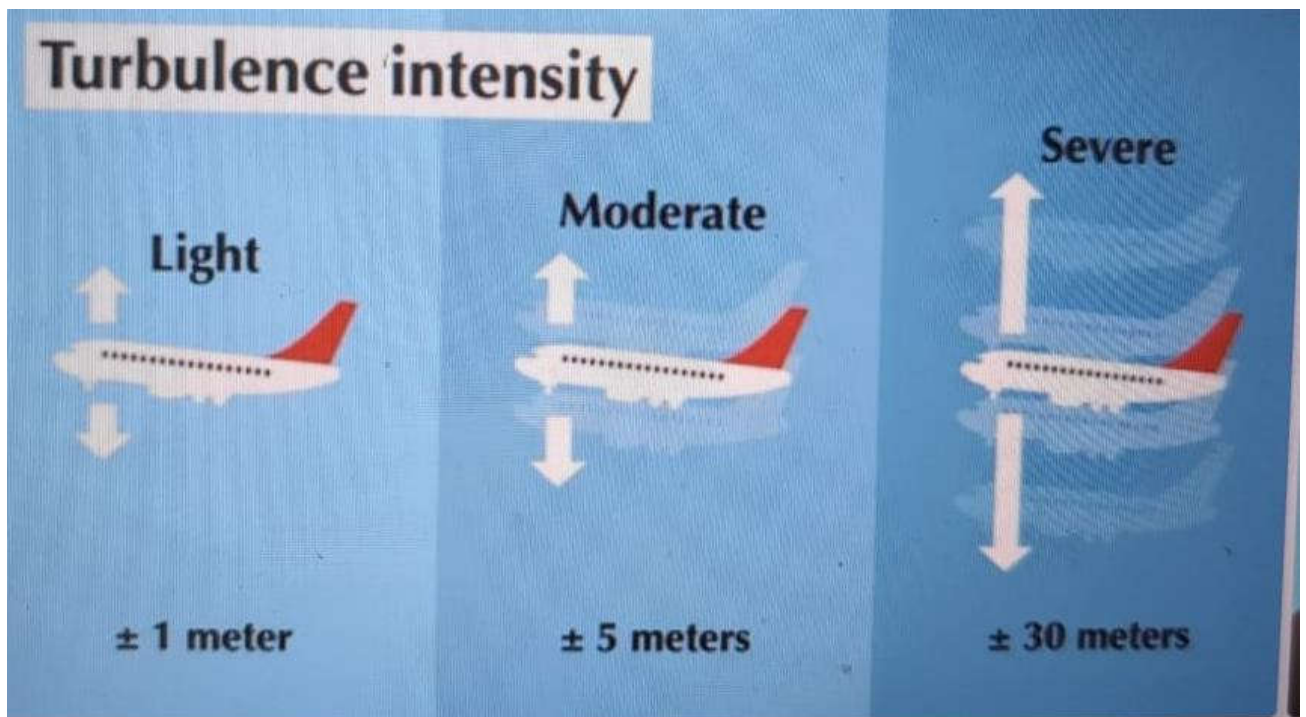 Turbulence intensity
Light
Moderate
Severe
± 1 meter
± 5 meters
± 30 meters